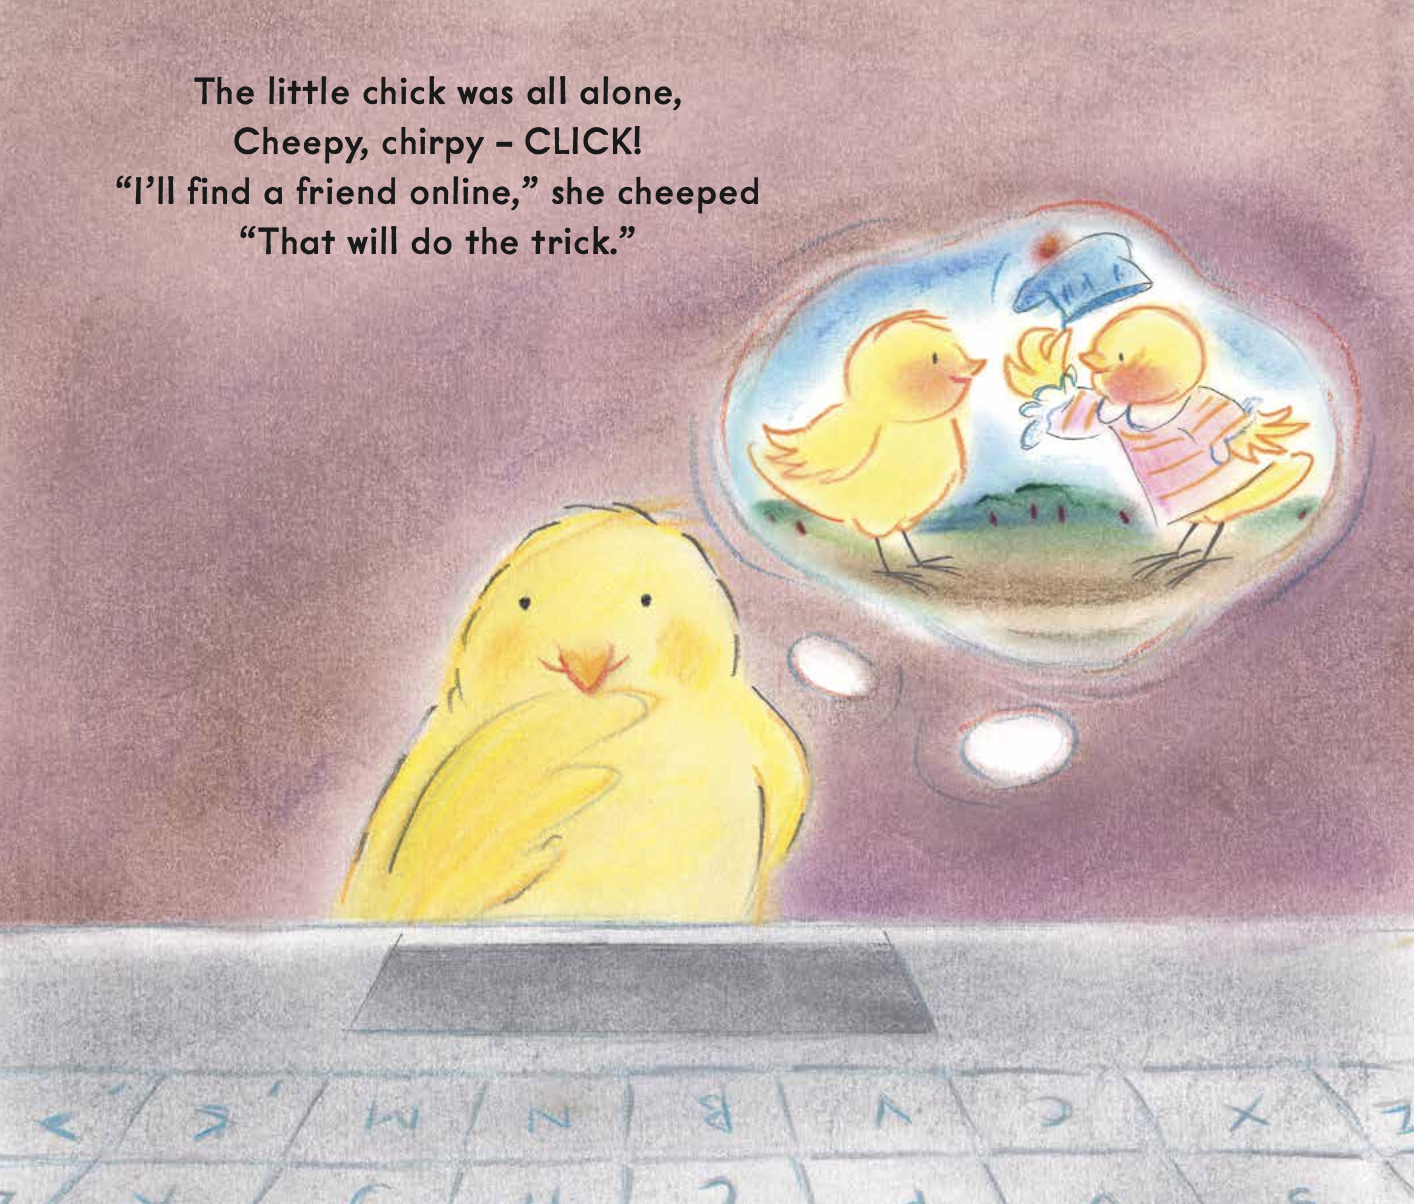 The little chick was all alone,
Cheepy, chirpy – CLICK!
“I’ll find a friend online,” she cheeped
“That will do the trick.”
M N B V C X Z